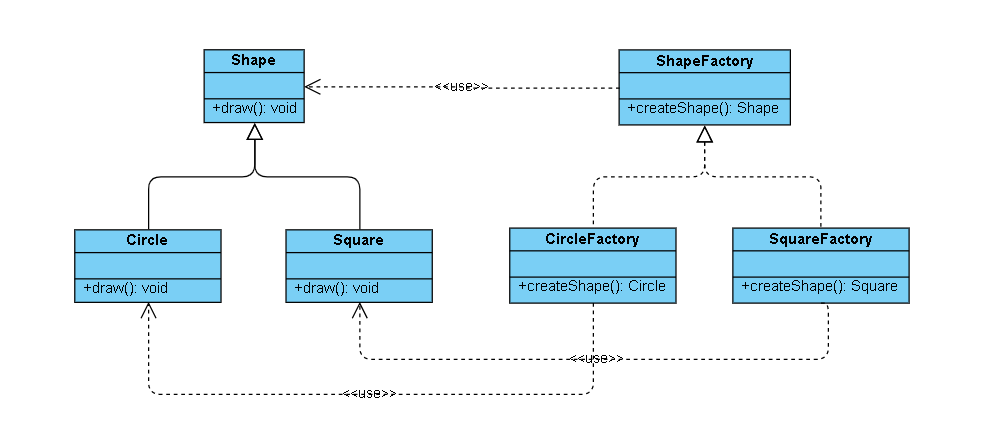 Shape
+draw(): void
<<use>>
ShapeFactory
+createShape(): Shape
Circle
+draw(): void
Square
+draw(): void
CircleFactory
+createShape(): Circle
SquareFactory
+createShape(): Square
<<use>>
<<use>>